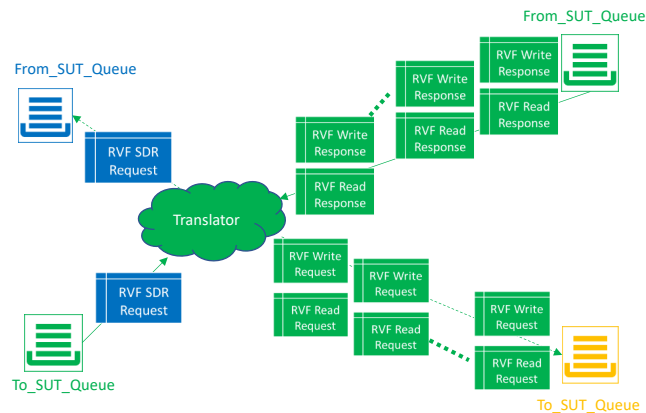 From_SUT_Queue
From_SUT_Queue
RVF Write
Response
RVF Write
Response
RVF Read
Response
RVF SDR
Request
RVF Write
Response
RVF Read
Response
RVF Read
Response
Translator
RVF Write
Request
RVF Write
Request
RVF SDR
Request
RVF Read
Request
RVF Write
Request
RVF Read
Request
RVF Read
Request
To_SUT_Queue
To_SUT_Queue